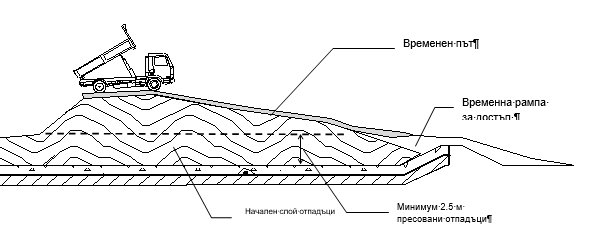 Временен·път¶
Временна·рампа·
за·достъп·¶
Начален·слой·отпадъци
Минимум·2.5·м·
пресовани·отпадъци¶